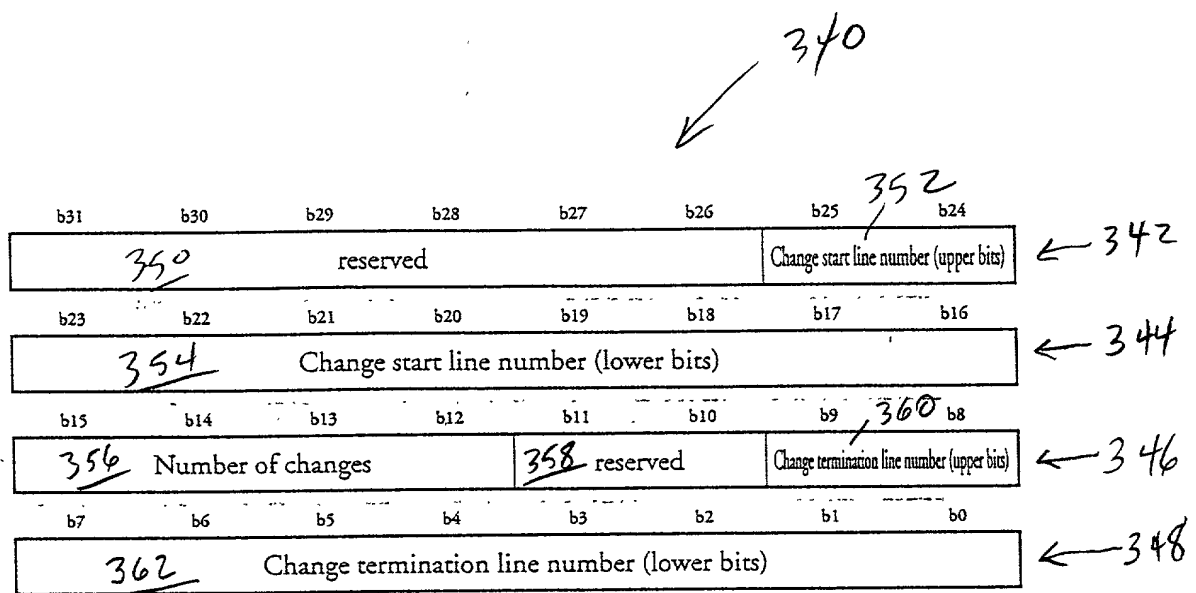 340
352
b31 b30 b29 b28 b27 b26 b25 b24
350 reserved Change start line number (upper bits) 342
b23 b22 b21 b20 b19 b18 b17 b16
354 Change start line number (lower bits) 344
b15 b14 b13 b12 b11 b10 b9 360 b8
356 Number of changes 358 reserved Change termination line number (upper bits) 346
b7 b6 b5 b4 b3 b2 b1 b0
362 Change termination line number (lower bits) 348